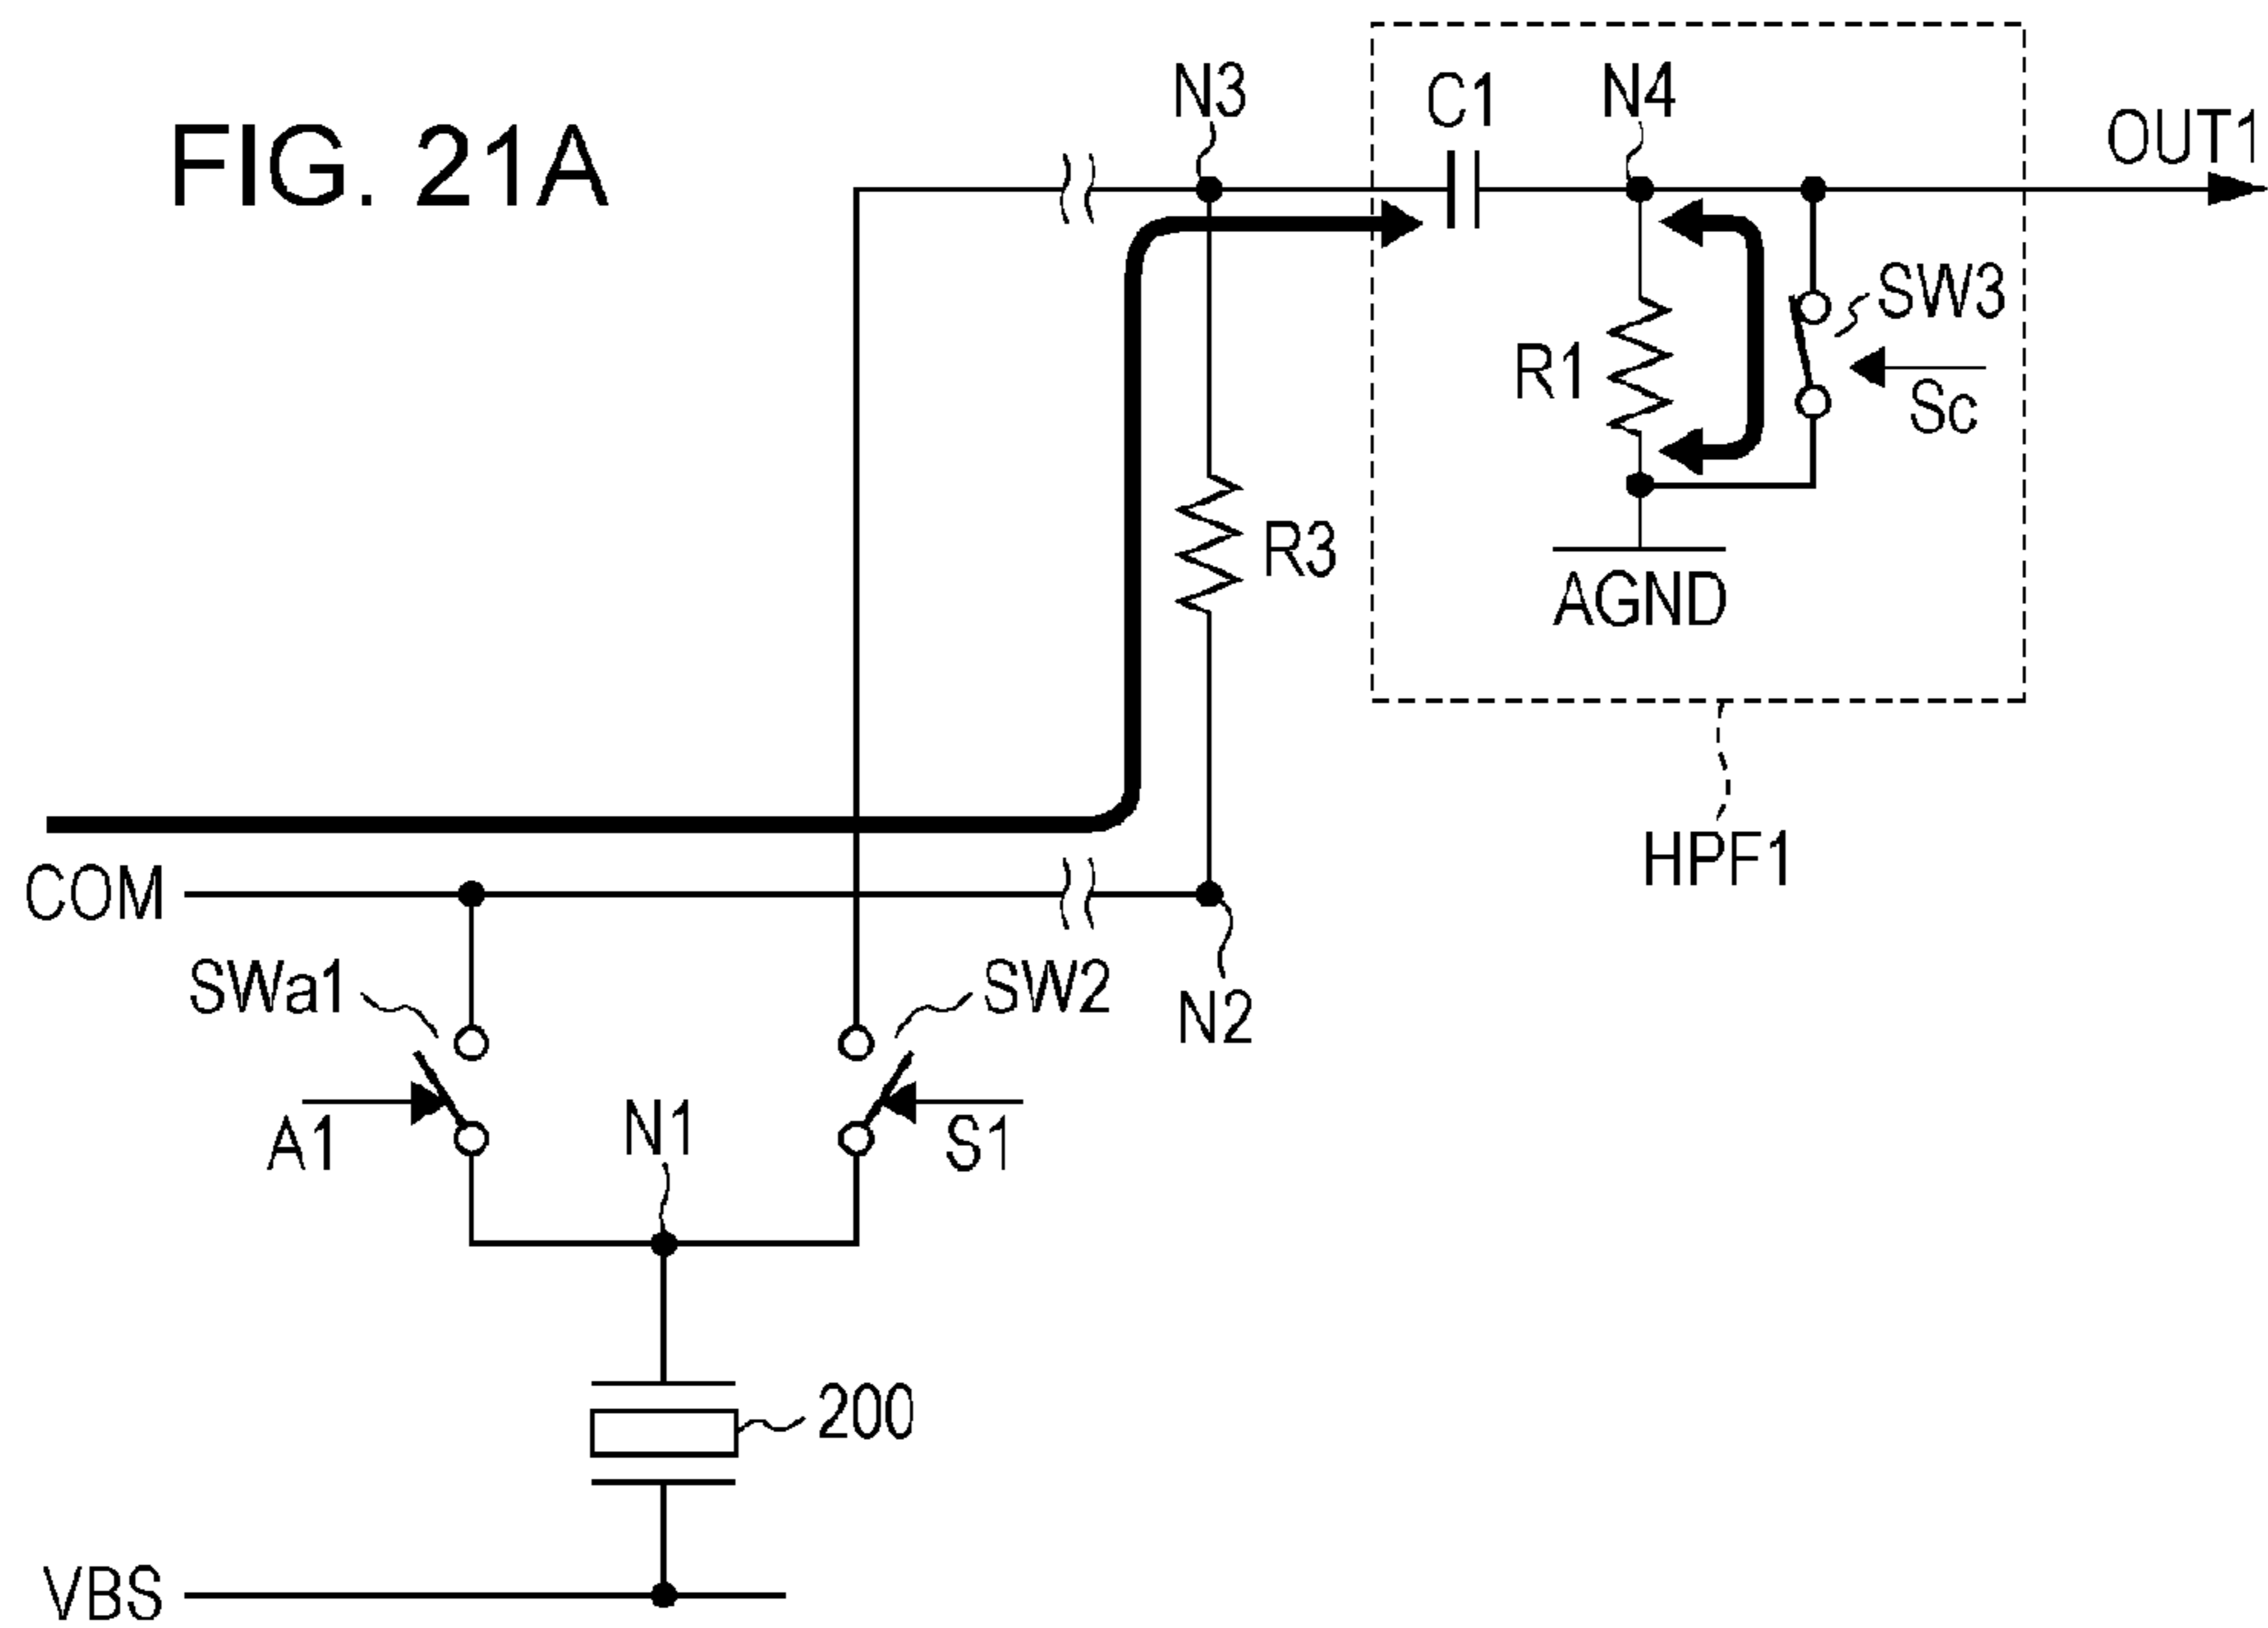 FIG. 21A
N3
C1
N4
OUT1
SW3
R1
Sc
R3
AGND
HPF1
COM
SWa1
SW2
N2
A1
N1
S1
200
VBS